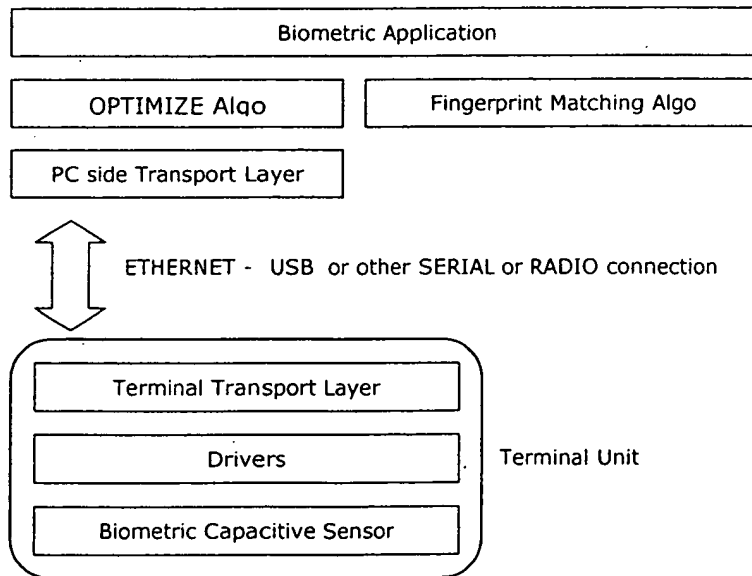 Biometric Application
OPTIMIZE Algo
Fingerprint Matching Algo
PC side Transport Layer
ETHERNET - USB or other SERIAL or RADIO connection
Terminal Transport Layer
Drivers
Terminal Unit
Biometric Capacitive Sensor